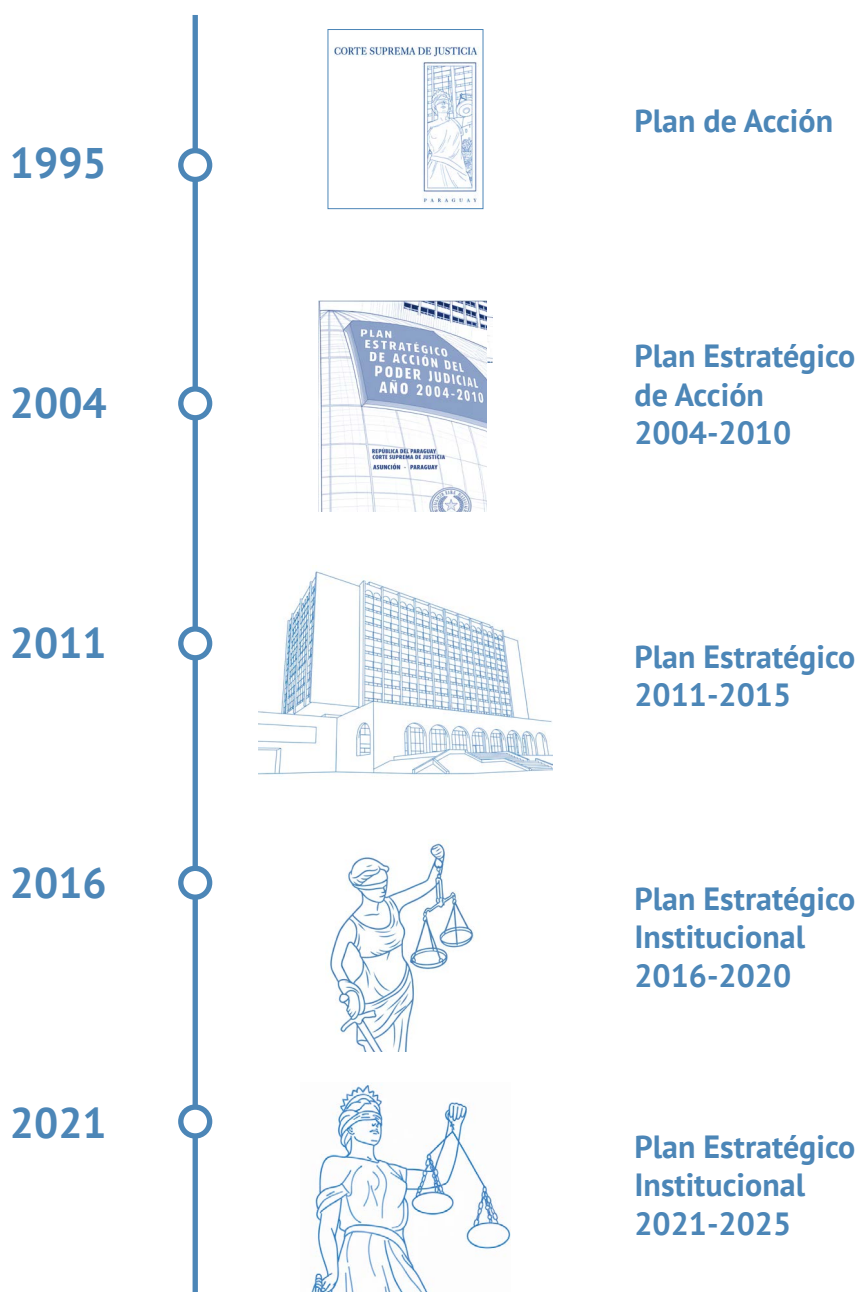 CORTE SUPREMA DE JUSTICIA
PARAGUAY
1995
Plan de Acción
PLAN
ESTRATÉGICO
DE ACCIÓN DEL
PODER JUDICIAL
AÑO 2004-2010
REPÚBLICA DEL PARAGUAY
CORTE SUPREMA DE JUSTICIA
ASUNCIÓN - PARAGUAY
2004
Plan Estratégico
de Acción
2004-2010
2011
Plan Estratégico
2011-2015
2016
Plan Estratégico
Institucional
2016-2020
2021
Plan Estratégico
Institucional
2021-2025